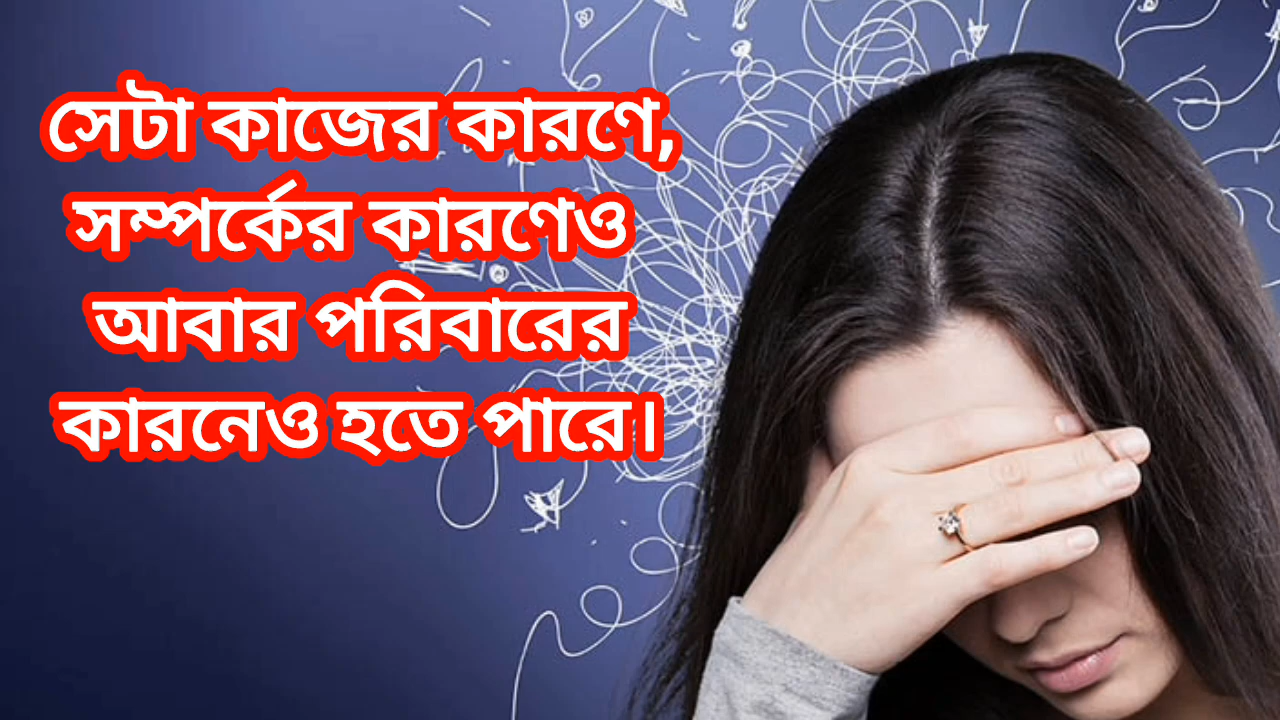 সেটা কাজের কারণে,
সম্পর্কের কারণেও
আবার পরিবারের
কারনেও হতে পারে।